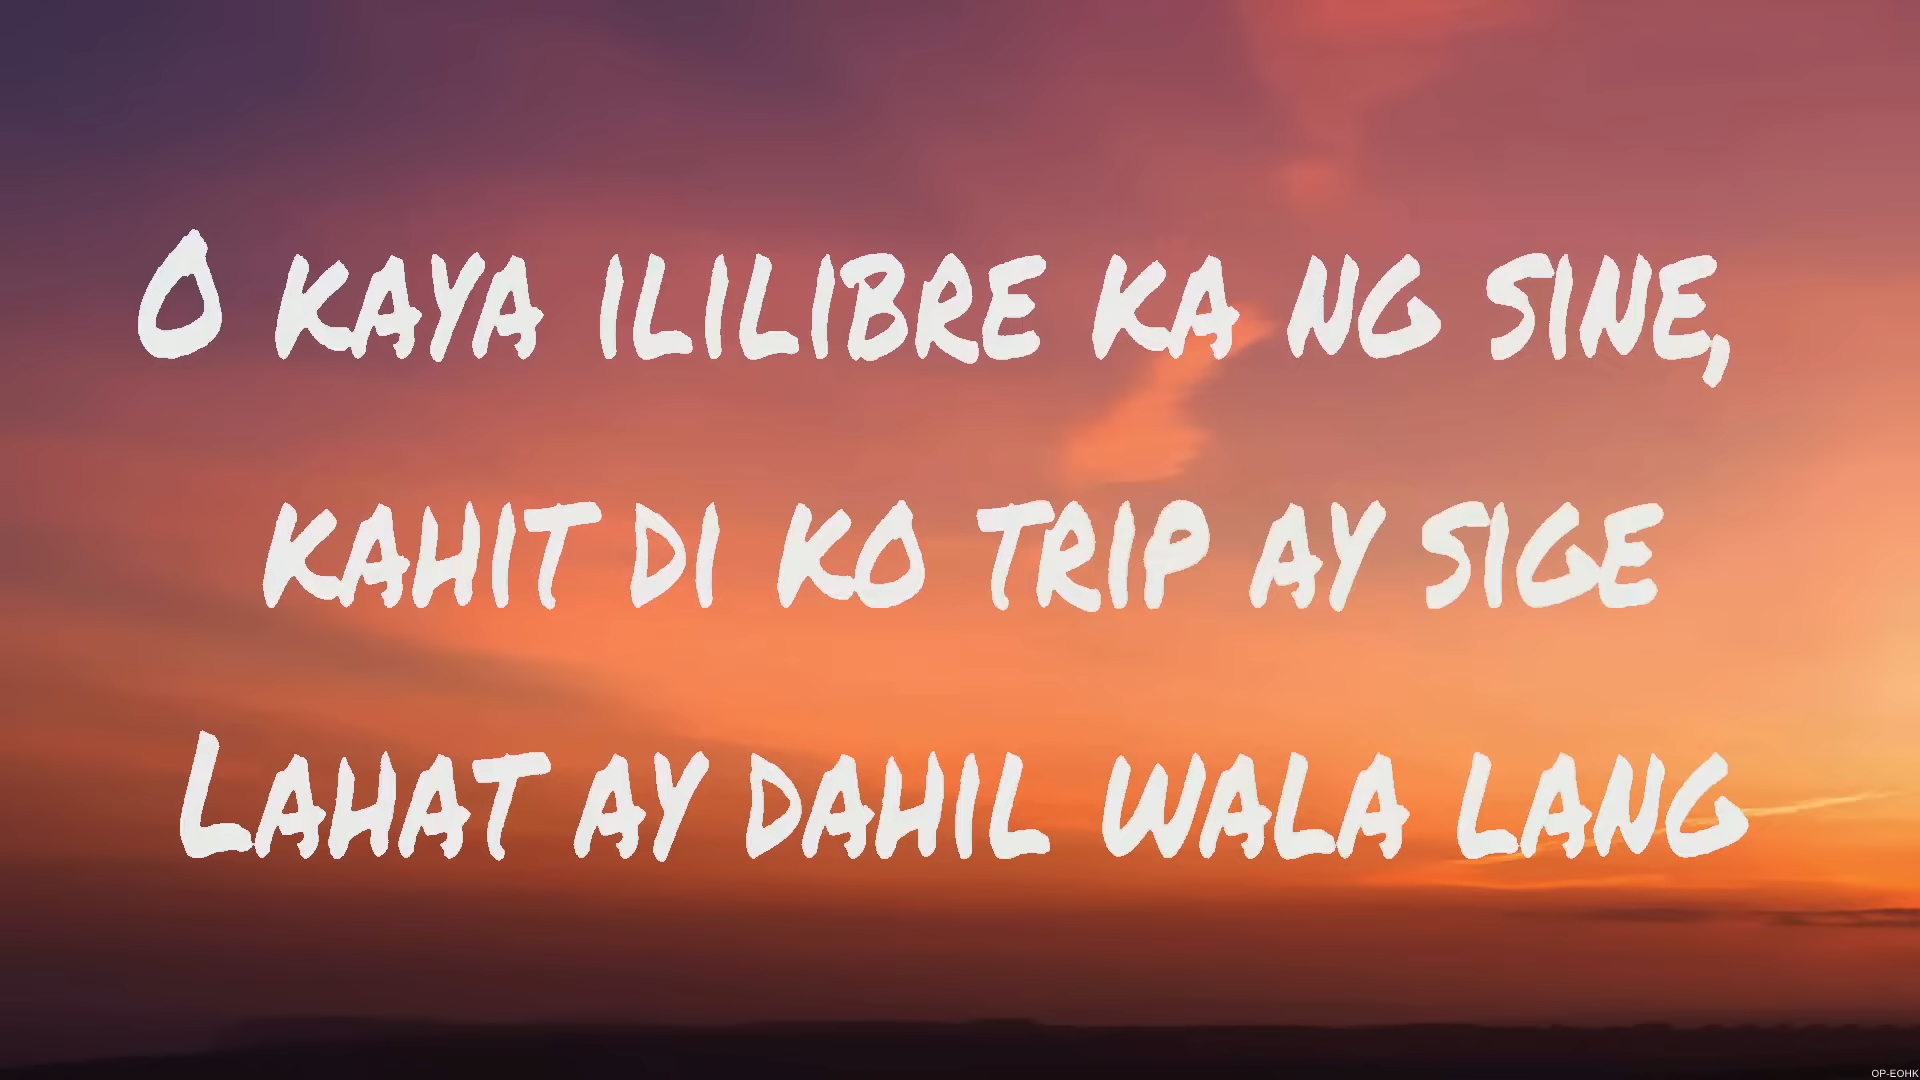 O kaya ililibre ka ng sine,
kahit di ko trip ay sige
Lahat ay dahil wala lang
OP-EOHK